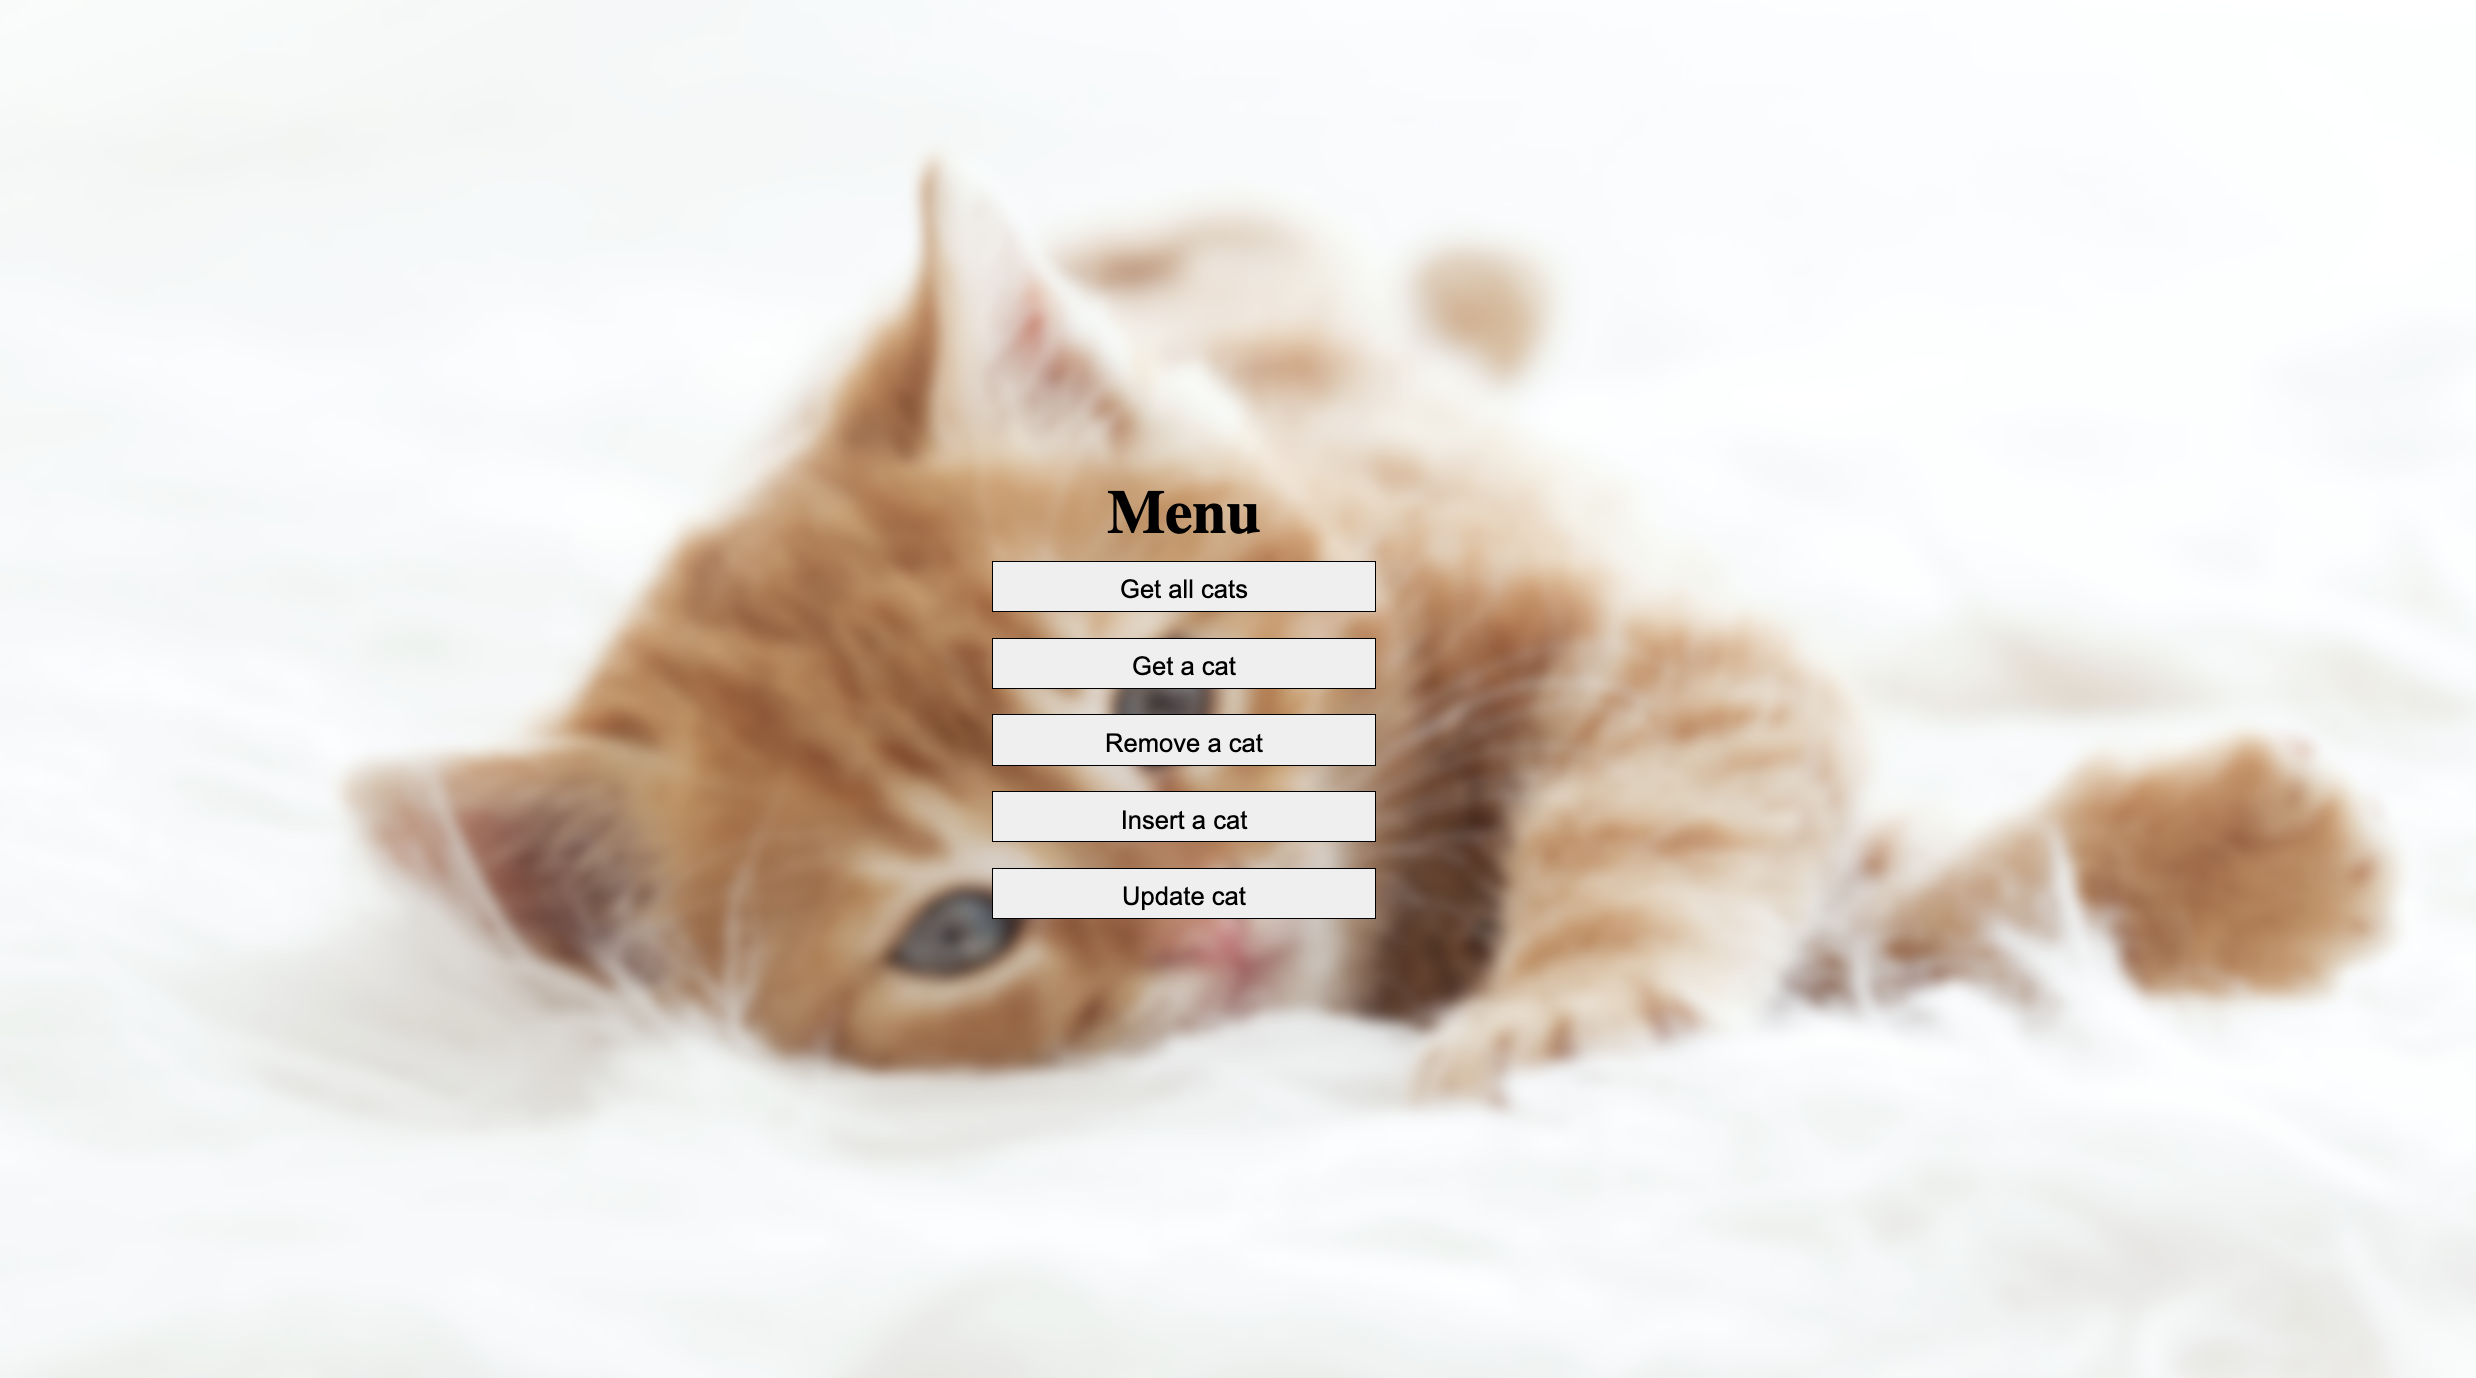 Menu
Get all cats
Get a cat
Remove a cat
Insert a cat
Update cat